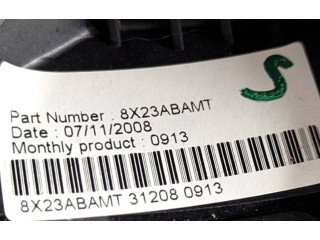 Part Number : 8X23ABAMT
Date : 07/11/2008
Monthly product : 0913
S
8X23ABAMT 31208 0913